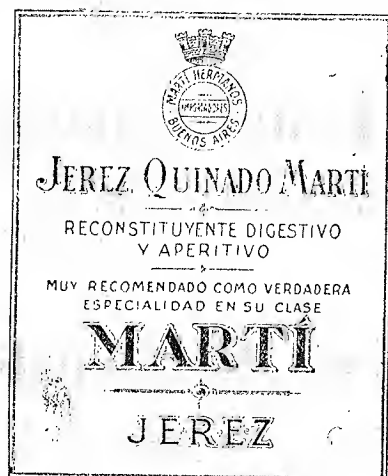 MARTÍ HERMANOS
IMPORTADORES
BUENOS AIRES
JEREZ QUINADO MARTÍ
RECONSTITUYENTE DIGESTIVO
Y APERITIVO
MUY RECOMENDADO COMO VERDADERA
ESPECIALIDAD EN SU CLASE
MARTÍ
JEREZ